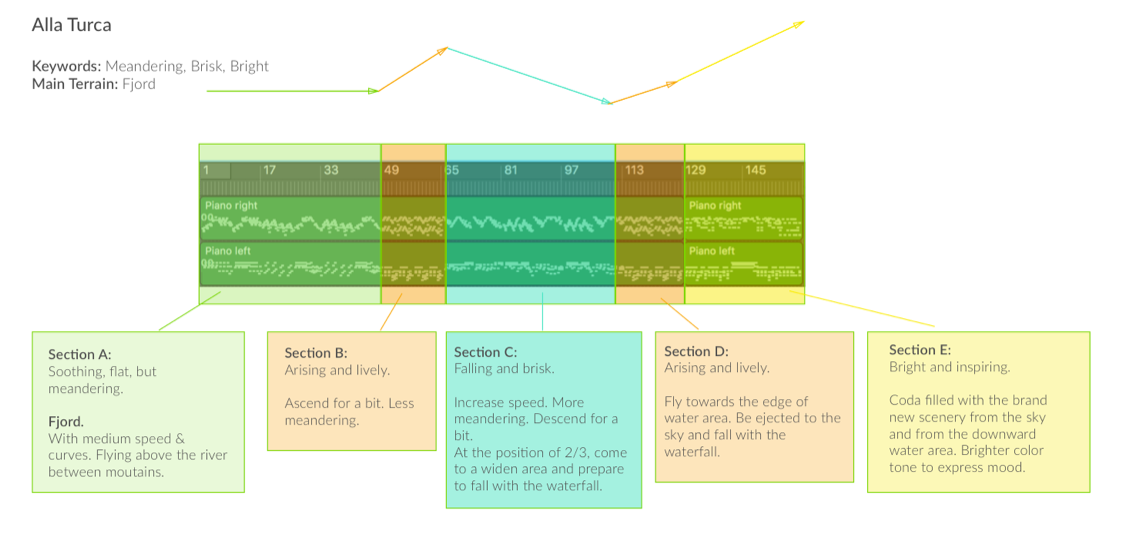 Alla Turca
Keywords: Meandering, Brisk, Bright
Main Terrain: Fjord
1 17 33 49 65 81 97 113 129 145
Piano right
Piano right
Piano left
Piano left
Section A:
Soothing, flat, but
meandering.
Fjord.
With medium speed &
curves. Flying above the river
between moutains.
Section B:
Arising and lively.
Ascend for a bit. Less
meandering.
Section C:
Falling and brisk.
Increase speed. More
meandering. Descend for a
bit.
At the position of 2/3, come
to a widen area and prepare
to fall with the waterfall.
Section D:
Arising and lively.
Fly towards the edge of
water area. Be ejected to the
sky and fall with the
waterfall.
Section E:
Bright and inspiring.
Coda filled with the brand
new scenery from the sky
and from the downward
water area. Brighter color
tone to express mood.